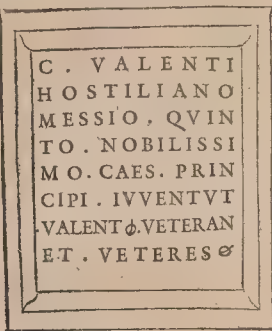 C. VALENTI
HOSTILIANO
MESSIO, QVIN
TO. NOBILISSI
MO. CAES. PRIN
CIPI. IVVENTVT
.VALENT ❧.VETERAN
ET. VETERES ❧